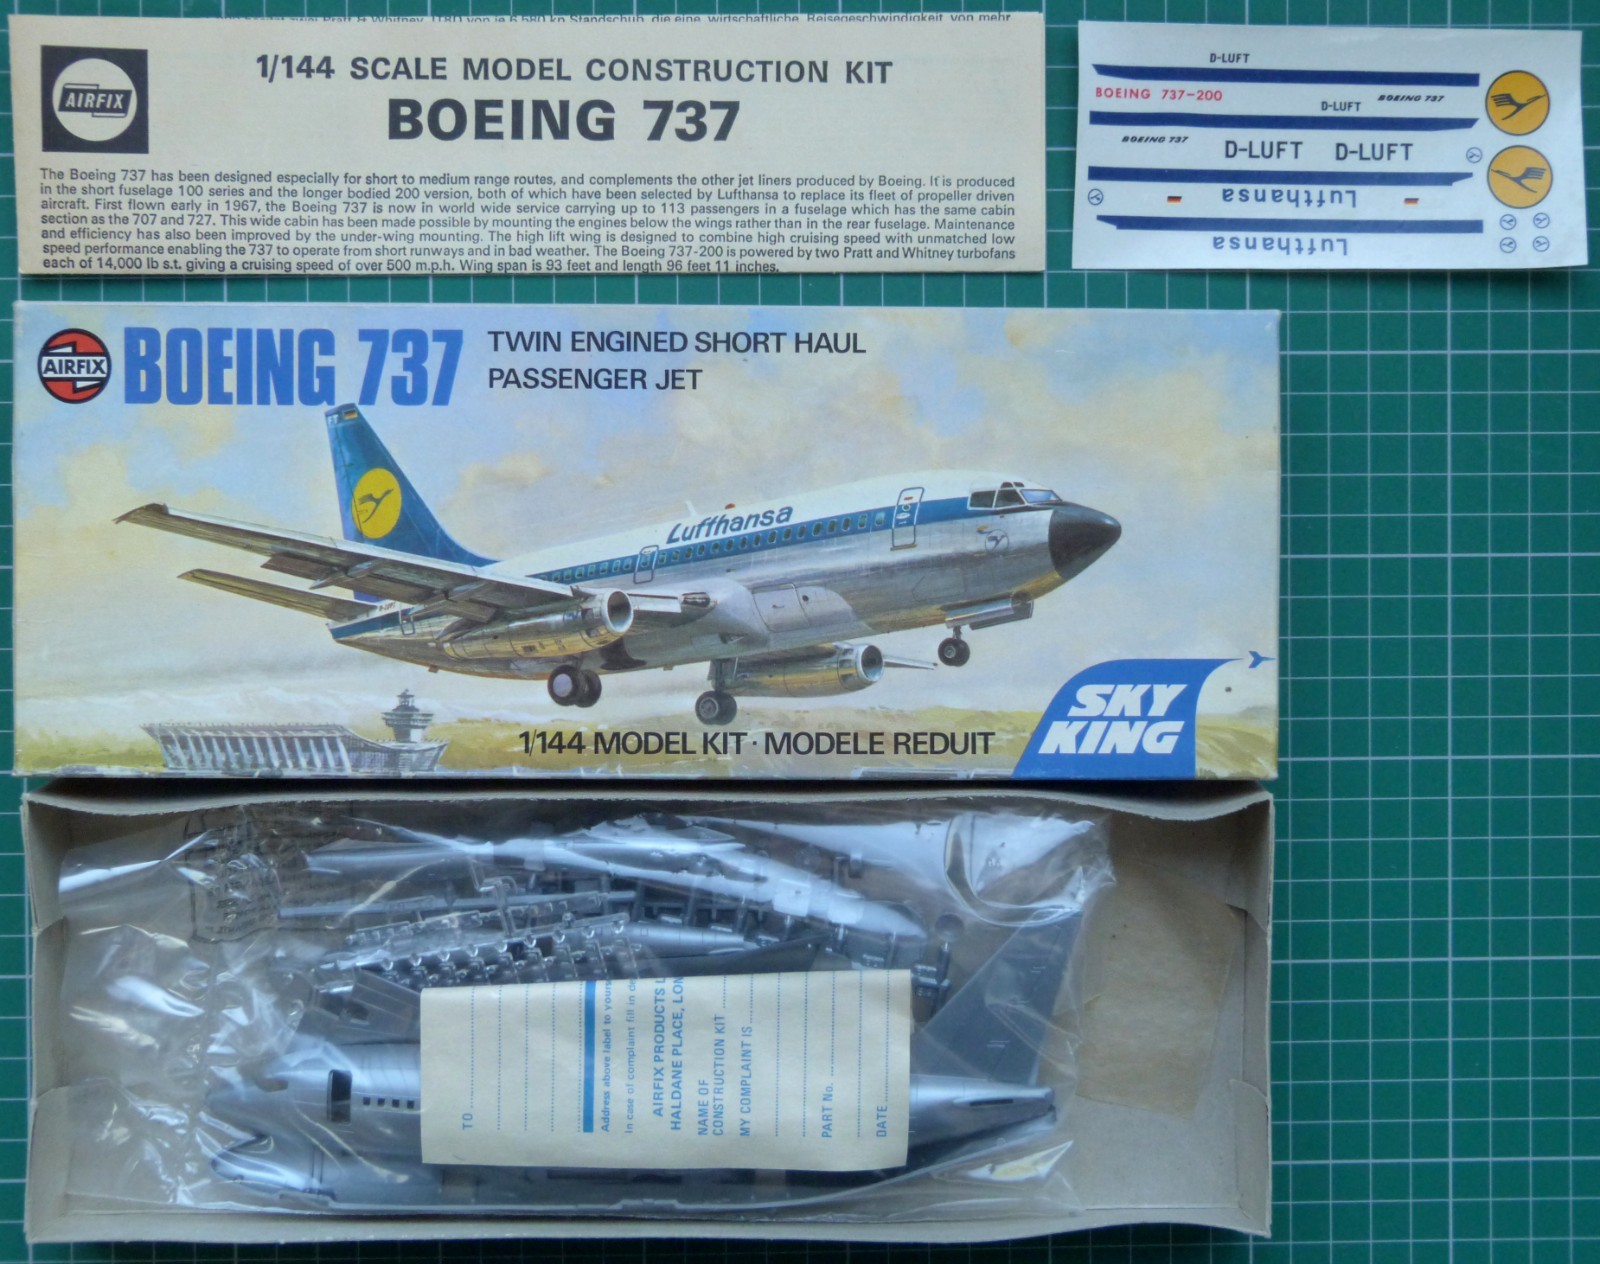 1/144 SCALE MODEL CONSTRUCTION KIT
AIRFIX
BOEING 737
The Boeing 737 has been designed especially for short to medium range routes, and complements the other jet liners produced by Boeing. It is produced
in the short fuselage 100 series and the longer bodied 200 version, both of which have been selected by Lufthansa to replace its fleet of propeller driven
aircraft. First flown early in 1967, the Boeing 737 is now in world wide service carrying up to 113 passengers in a fuselage which has the same cabin
section as the 707 and 727. This wide cabin has been made possible by mounting the engines below the wings rather than in the rear fuselage. Maintenance
and efficiency has also been improved by the under-wing mounting. The high lift wing is designed to combine high cruising speed with unmatched low
speed performance enabling the 737 to operate from short runways and in bad weather. The Boeing 737-200 is powered by two Pratt and Whitney turbofans
each of 14,000 lb s.t. giving a cruising speed of over 500 m.p.h. Wing span is 93 feet and length 96 feet 11 inches.
D-LUFT
BOEING 737-200
D-LUFT
BOEING 737
BOEING 737
D-LUFT D-LUFT
Lufthansa
Lufthansa
AIRFIX
BOEING 737
TWIN ENGINED SHORT HAUL
PASSENGER JET
Lufthansa
SKY
KING
1/144 MODEL KIT · MODELE REDUIT
TO
Address above label to yours
In case of complaint fill in de
AIRFIX PRODUCTS L
HALDANE PLACE, LON
NAME OF
CONSTRUCTION KIT
MY COMPLAINT IS
PART No.
DATE